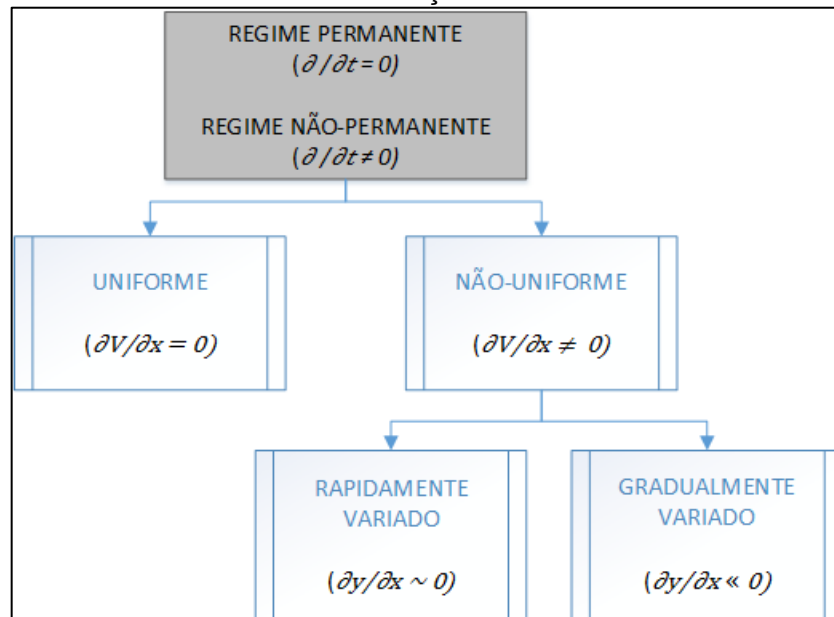 REGIME PERMANENTE
(∂/∂t = 0)
REGIME NÃO-PERMANENTE
(∂/∂t ≠ 0)
UNIFORME
(∂V/∂x = 0)
NÃO-UNIFORME
(∂V/∂x ≠ 0)
RAPIDAMENTE
VARIADO
(∂y/∂x ~ 0)
GRADUALMENTE
VARIADO
(∂y/∂x « 0)